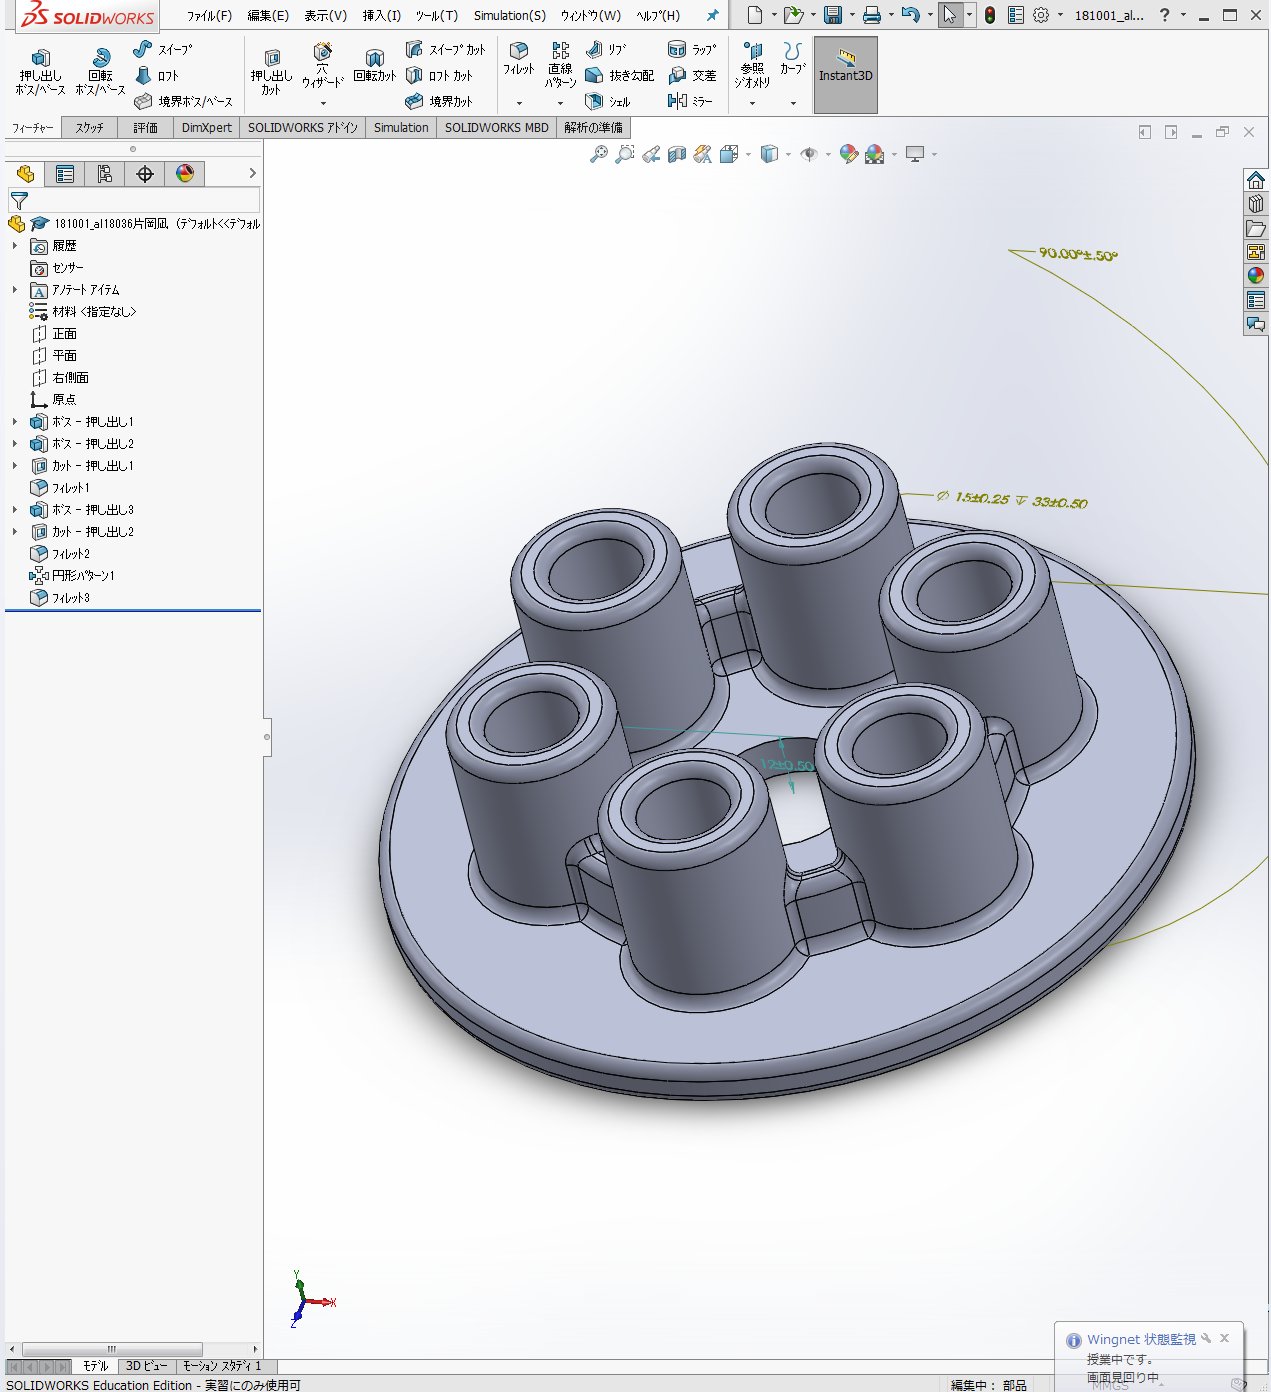 SOLIDWORKS
ファイル(F) 編集(E) 表示(V) 挿入(I) ツール(T) Simulation(S) ウィンドウ(W) ヘルプ(H)
181001_al...
押し出し
ボス/ベース
回転
ボス/ベース
スイープ
ロフト
境界ボス/ベース
押し出し
カット
穴
ウィザード
回転カット
スイープ カット
ロフト カット
境界カット
フィレット
直線
パターン
リブ
抜き勾配
シェル
ラップ
交差
ミラー
参照
ジオメトリ
カーブ
Instant3D
フィーチャー スケッチ 評価 DimXpert SOLIDWORKS アドイン Simulation SOLIDWORKS MBD 解析の準備
181001_al18036片岡凪 (デフォルト<<デフォル
履歴
センサー
アノテート アイテム
材料 <指定なし>
正面
平面
右側面
原点
ボス - 押し出し1
ボス - 押し出し2
カット - 押し出し1
フィレット1
ボス - 押し出し3
カット - 押し出し2
フィレット2
円形パターン1
フィレット3
90.00°±.50°
∅ 15±0.25 ↧ 33±0.50
12±0.50
Y
X
Z
モデル 3D ビュー モーション スタディ 1
SOLIDWORKS Education Edition - 実習にのみ使用可
編集中: 部品
MMGS
Wingnet 状態監視
授業中です。
画面見回り中